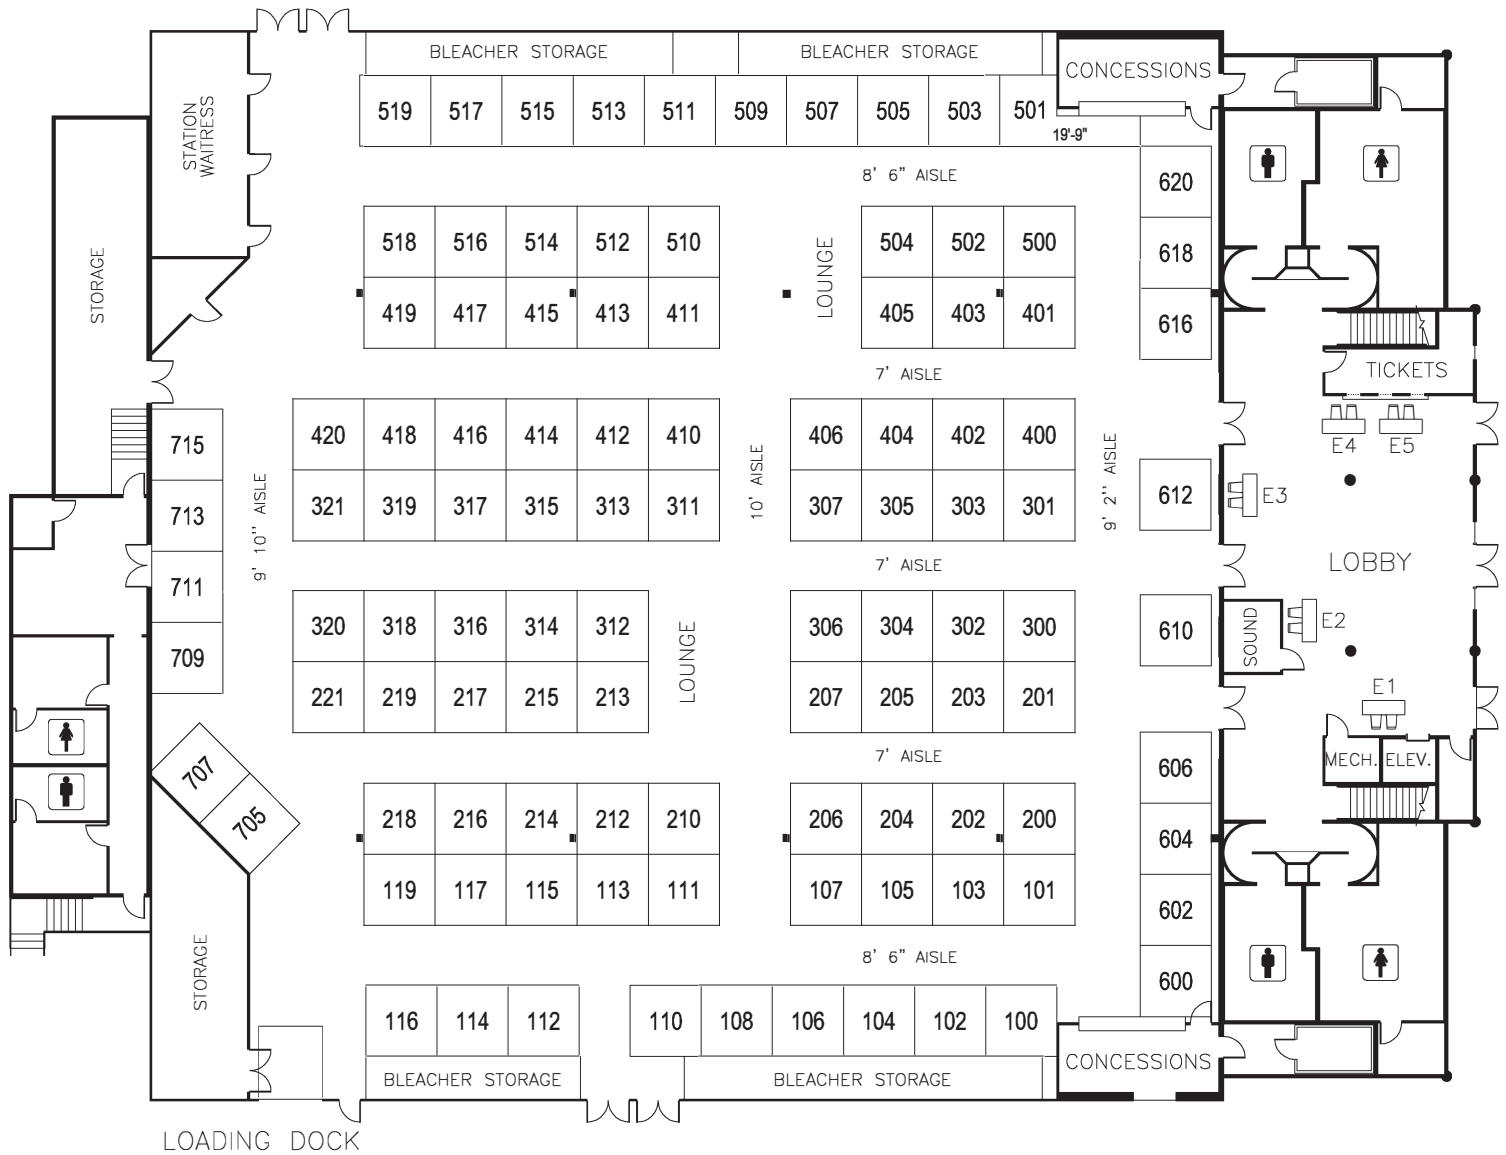 BLEACHER STORAGE BLEACHER STORAGE
CONCESSIONS
STATION
WAITRESS
519 517 515 513 511 509 507 505 503 501
19'-9"
8' 6" AISLE
620
518 516 514 512 510
LOUNGE
504 502 500
618
STORAGE
419 417 415 413 411
405 403 401
616
7' AISLE
TICKETS
715
420 418 416 414 412 410
406 404 402 400
E4 E5
9' 10" AISLE
10' AISLE
9' 2" AISLE
713
321 319 317 315 313 311
307 305 303 301
612
E3
7' AISLE
LOBBY
711
320 318 316 314 312
306 304 302 300
610
SOUND
E2
709
LOUNGE
221 219 217 215 213
207 205 203 201
E1
7' AISLE
707
606
MECH. ELEV.
705
218 216 214 212 210
206 204 202 200
604
119 117 115 113 111
107 105 103 101
602
8' 6" AISLE
STORAGE
600
116 114 112
110 108 106 104 102 100
CONCESSIONS
BLEACHER STORAGE BLEACHER STORAGE
LOADING DOCK